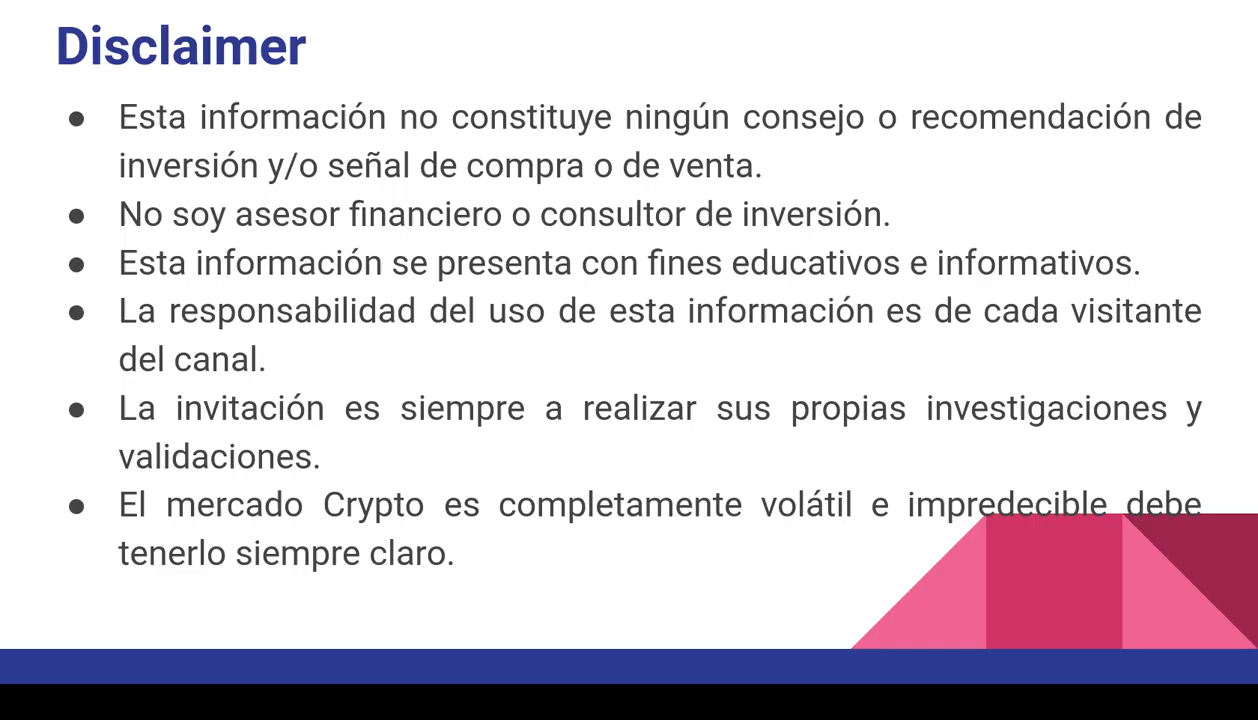 Disclaimer
● Esta información no constituye ningún consejo o recomendación de
inversión y/o señal de compra o de venta.
● No soy asesor financiero o consultor de inversión.
● Esta información se presenta con fines educativos e informativos.
● La responsabilidad del uso de esta información es de cada visitante
del canal.
● La invitación es siempre a realizar sus propias investigaciones y
validaciones.
● El mercado Crypto es completamente volátil e impredecible debe
tenerlo siempre claro.